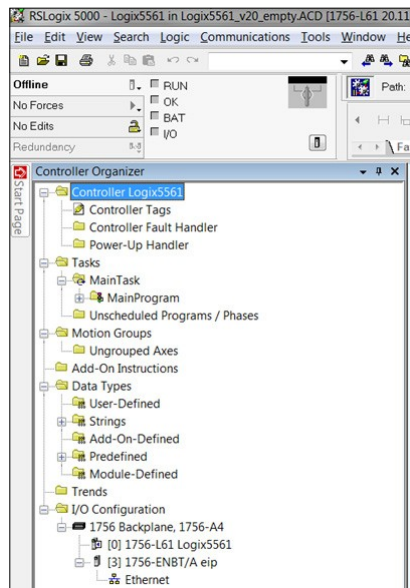 RSLogix 5000 - Logix5561 in Logix5561_v20_empty.ACD [1756-L61 20.11
File Edit View Search Logic Communications Tools Window He
Offline
RUN
Path:
No Forces
OK
No Edits
BAT
Redundancy
I/O
Fa
Start Page
Controller Organizer
Controller Logix5561
Controller Tags
Controller Fault Handler
Power-Up Handler
Tasks
MainTask
MainProgram
Unscheduled Programs / Phases
Motion Groups
Ungrouped Axes
Add-On Instructions
Data Types
User-Defined
Strings
Add-On-Defined
Predefined
Module-Defined
Trends
I/O Configuration
1756 Backplane, 1756-A4
[0] 1756-L61 Logix5561
[3] 1756-ENBT/A eip
Ethernet